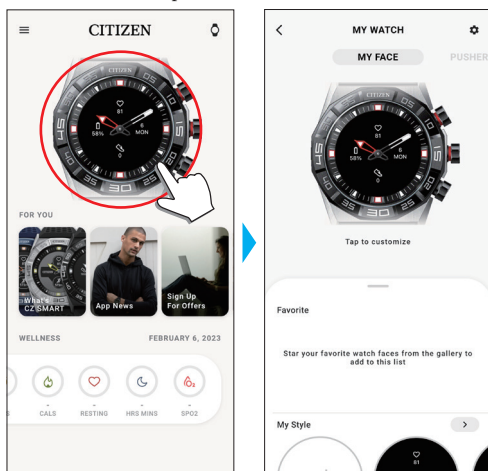 CITIZEN
CITIZEN
81
58%
6
MON
0
FOR YOU
What's
CZ SMART
App News
Sign Up
For Offers
WELLNESS
FEBRUARY 6, 2023
S
CALS
RESTING
HRS MINS
SPO2
MY WATCH
MY FACE
PUSHER
CITIZEN
81
58%
6
MON
0
Tap to customize
Favorite
Star your favorite watch faces from the gallery to
add to this list
My Style
81